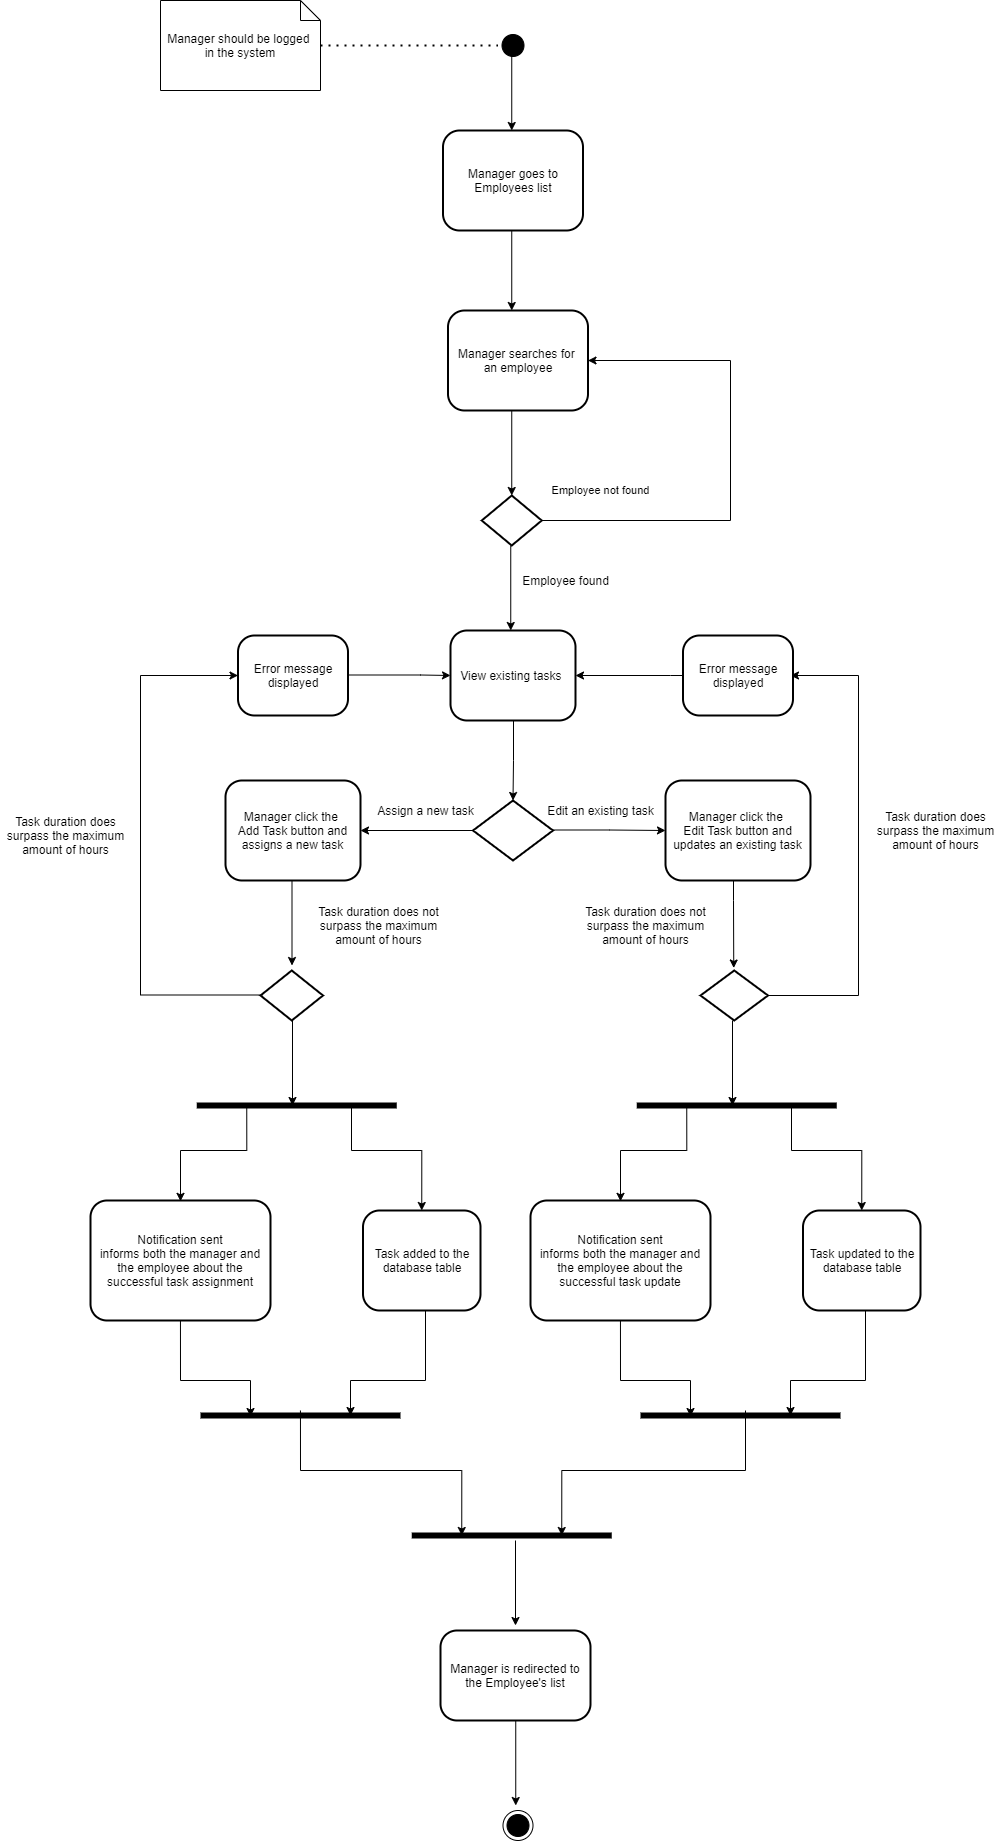 Manager should be logged
in the system
Manager goes to
Employees list
Manager searches for
an employee
Employee not found
Employee found
Error message
displayed
View existing tasks
Error message
displayed
Task duration does
surpass the maximum
amount of hours
Manager click the
Add Task button and
assigns a new task
Assign a new task
Edit an existing task
Manager click the
Edit Task button and
updates an existing task
Task duration does
surpass the maximum
amount of hours
Task duration does not
surpass the maximum
amount of hours
Task duration does not
surpass the maximum
amount of hours
Notification sent
informs both the manager and
the employee about the
successful task assignment
Task added to the
database table
Notification sent
informs both the manager and
the employee about the
successful task update
Task updated to the
database table
Manager is redirected to
the Employee's list